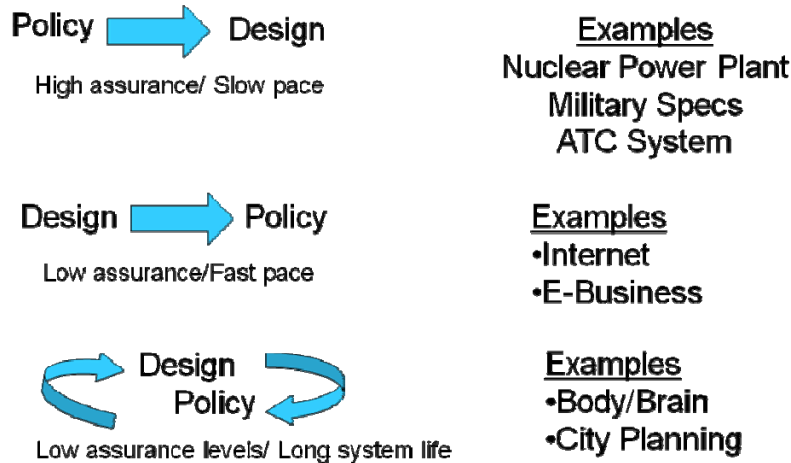 Policy Design
High assurance/ Slow pace
Examples
Nuclear Power Plant
Military Specs
ATC System
Design Policy
Low assurance/Fast pace
Examples
•Internet
•E-Business
Design
Policy
Low assurance levels/ Long system life
Examples
•Body/Brain
•City Planning